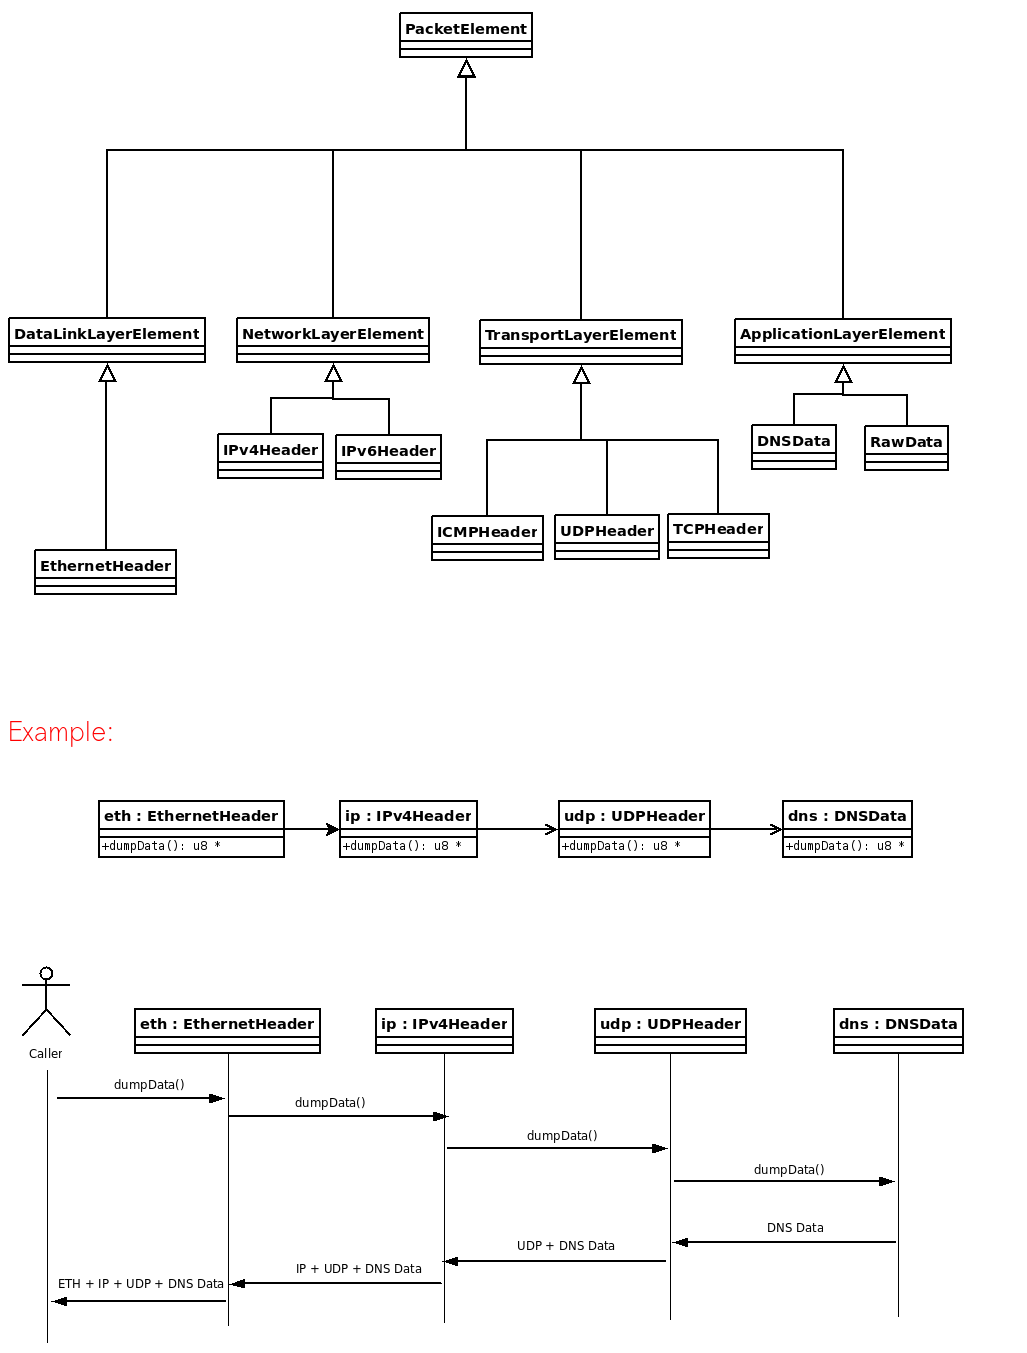 PacketElement
DataLinkLayerElement
NetworkLayerElement
TransportLayerElement
ApplicationLayerElement
IPv4Header
IPv6Header
DNSData
RawData
ICMPHeader
UDPHeader
TCPHeader
EthernetHeader
Example:
eth : EthernetHeader
+dumpData(): u8 *
ip : IPv4Header
+dumpData(): u8 *
udp : UDPHeader
+dumpData(): u8 *
dns : DNSData
+dumpData(): u8 *
Caller
eth : EthernetHeader
ip : IPv4Header
udp : UDPHeader
dns : DNSData
dumpData()
dumpData()
dumpData()
dumpData()
DNS Data
UDP + DNS Data
IP + UDP + DNS Data
ETH + IP + UDP + DNS Data